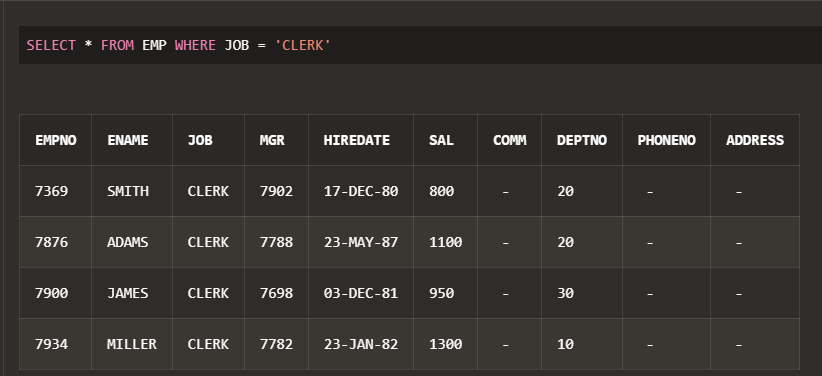 SELECT * FROM EMP WHERE JOB = 'CLERK'
EMPNO ENAME JOB MGR HIREDATE SAL COMM DEPTNO PHONENO ADDRESS
7369 SMITH CLERK 7902 17-DEC-80 800 - 20 - -
7876 ADAMS CLERK 7788 23-MAY-87 1100 - 20 - -
7900 JAMES CLERK 7698 03-DEC-81 950 - 30 - -
7934 MILLER CLERK 7782 23-JAN-82 1300 - 10 - -